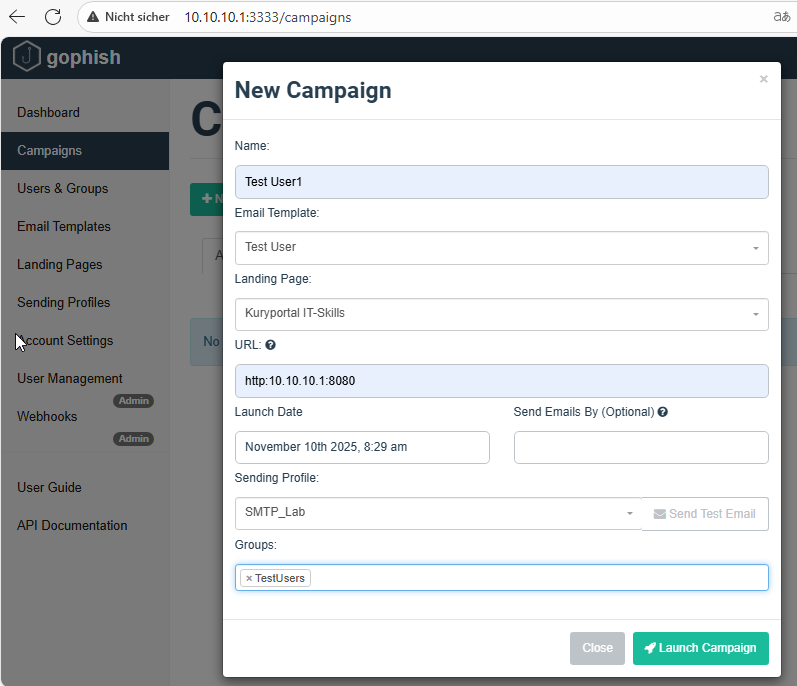 Nicht sicher 10.10.10.1:3333/campaigns
gophish
New Campaign
×
Dashboard
Campaigns
Users & Groups
Email Templates
Landing Pages
Sending Profiles
Account Settings
User Management
Admin
Webhooks
Admin
User Guide
API Documentation
C
N
A
No
Name:
Test User1
Email Template:
Test User
Landing Page:
Kuryportal IT-Skills
URL: ?
http:10.10.10.1:8080
Launch Date
Send Emails By (Optional) ?
November 10th 2025, 8:29 am
Sending Profile:
SMTP_Lab
Send Test Email
Groups:
× TestUsers
Close
Launch Campaign